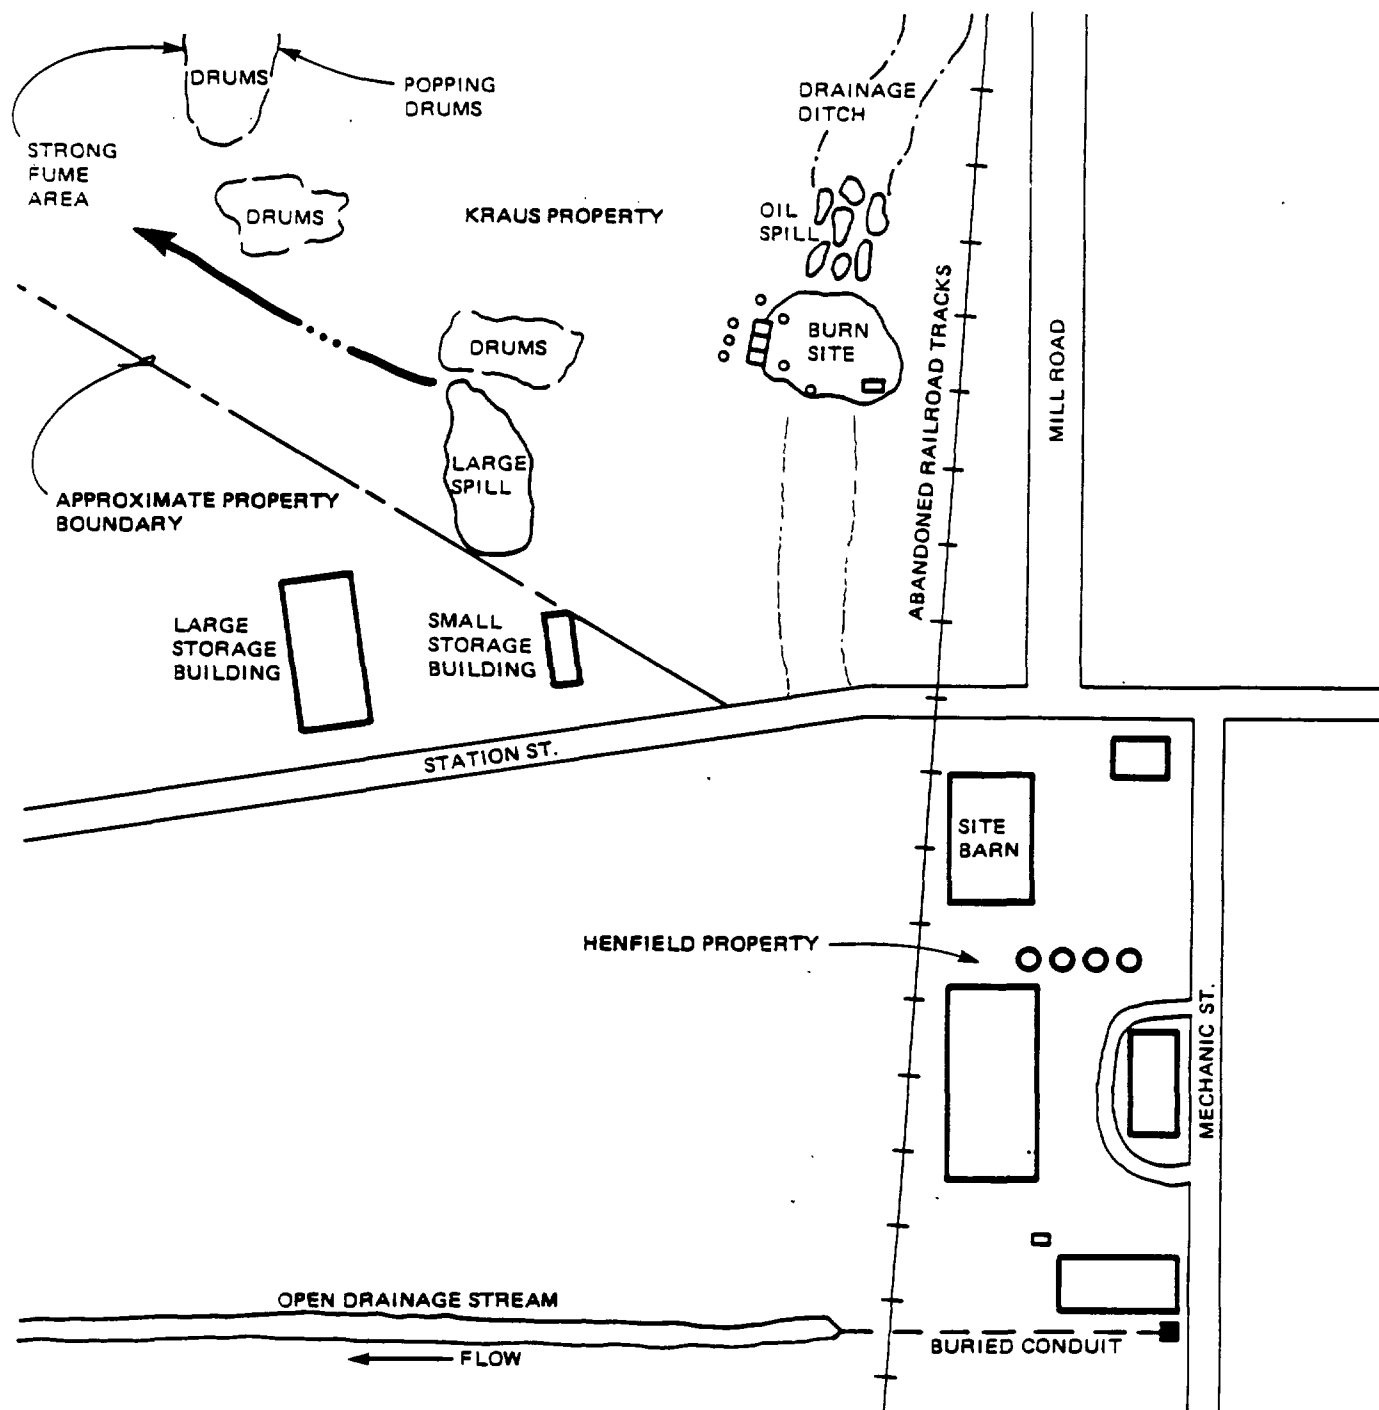 DRUMS
POPPING
DRUMS
STRONG
FUME
AREA
DRUMS
KRAUS PROPERTY
DRAINAGE
DITCH
OIL
SPILL
BURN
SITE
DRUMS
LARGE
SPILL
ABANDONED RAILROAD TRACKS
MILL ROAD
APPROXIMATE PROPERTY
BOUNDARY
LARGE
STORAGE
BUILDING
SMALL
STORAGE
BUILDING
STATION ST.
SITE
BARN
HENFIELD PROPERTY
MECHANIC ST.
OPEN DRAINAGE STREAM
FLOW
BURIED CONDUIT